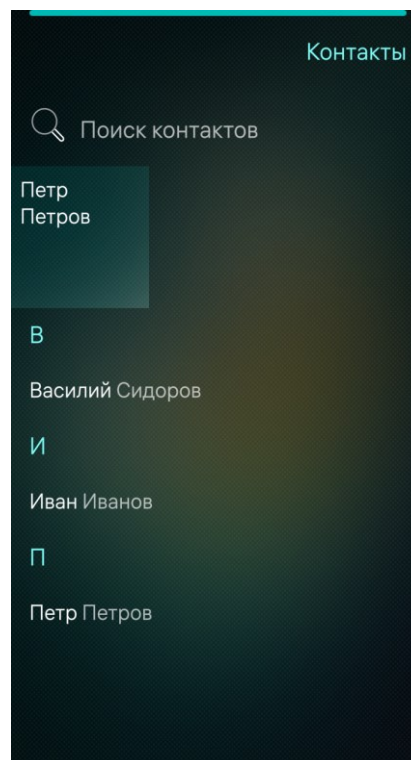 Контакты
Поиск контактов
Петр
Петров
В
Василий Сидоров
И
Иван Иванов
П
Петр Петров